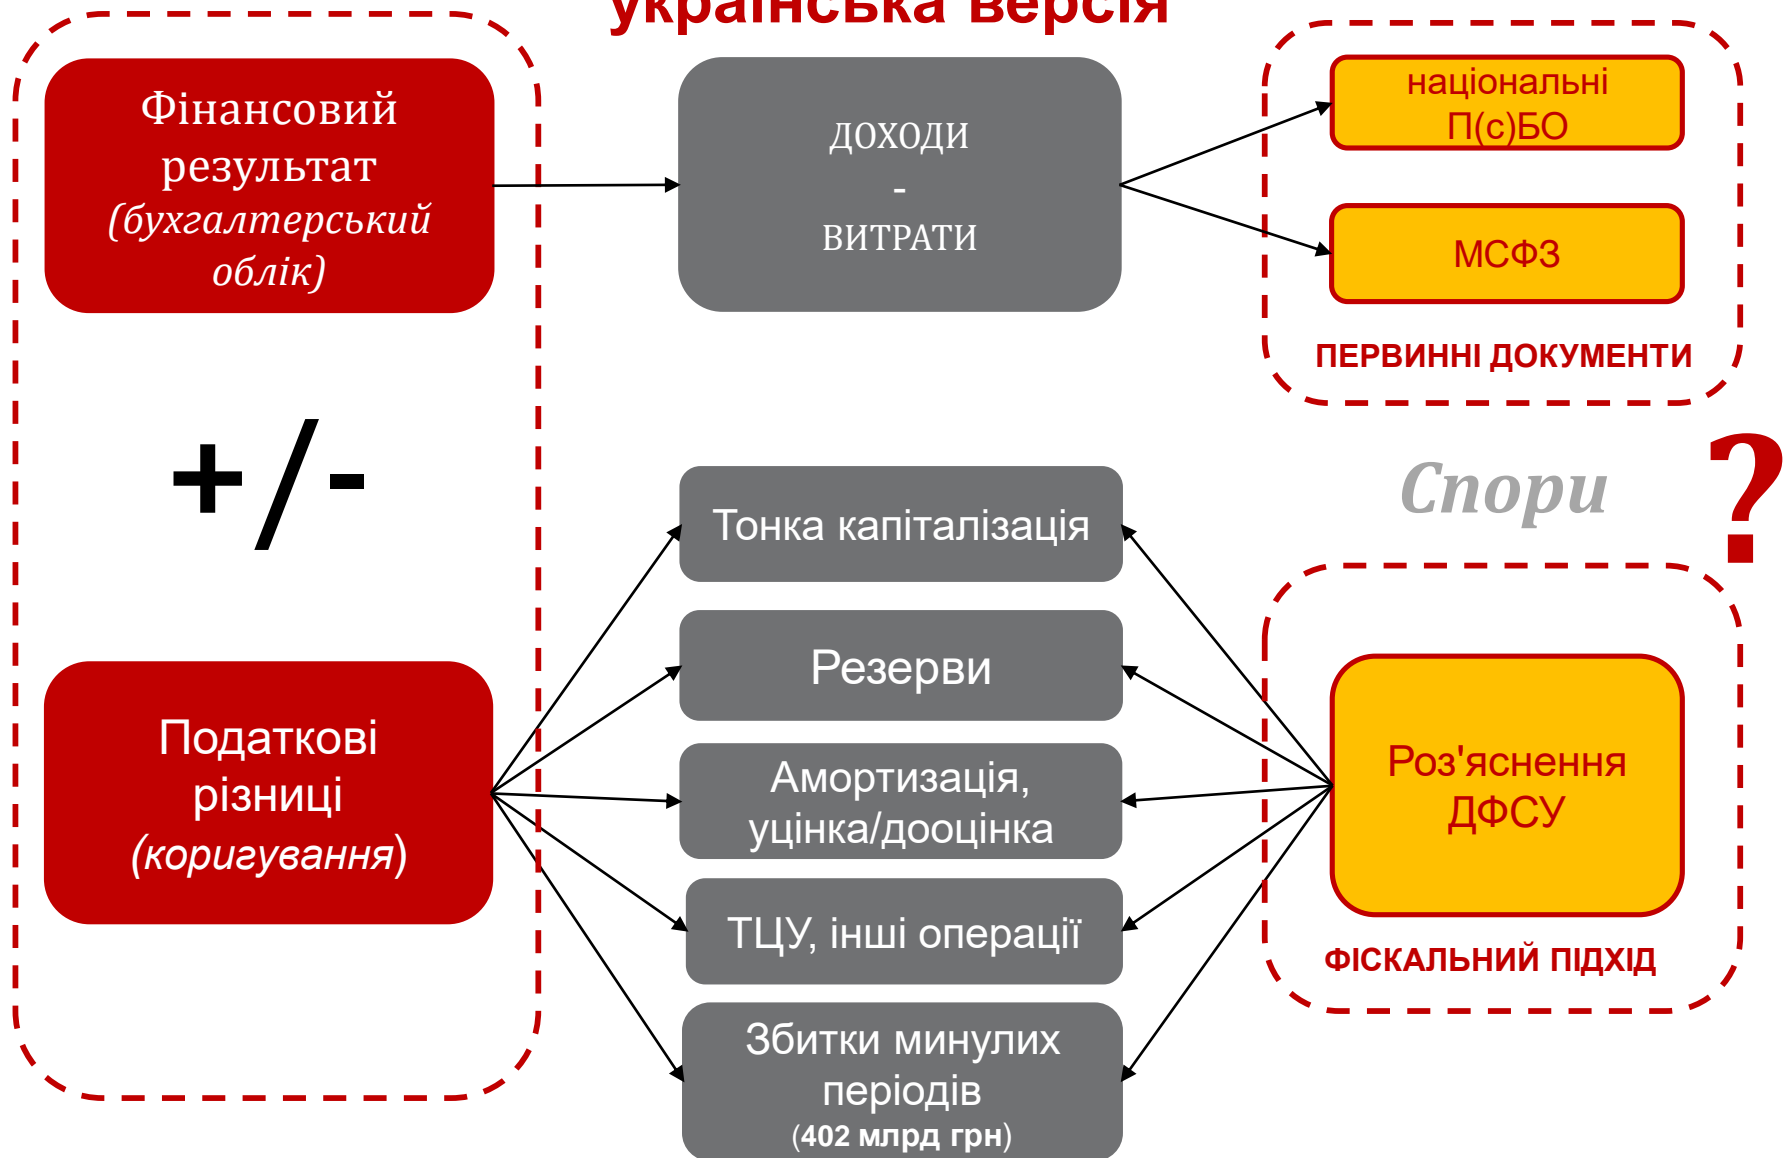 українська версія
Фінансовий
результат
(бухгалтерський
облік)
ДОХОДИ
-
ВИТРАТИ
національні
П(с)БО
МСФЗ
ПЕРВИННІ ДОКУМЕНТИ
+/-
Спори
?
Податкові
різниці
(коригування)
Тонка капіталізація
Резерви
Амортизація,
уцінка/дооцінка
ТЦУ, інші операції
Збитки минулих
періодів
(402 млрд грн)
Роз'яснення
ДФСУ
ФІСКАЛЬНИЙ ПІДХІД